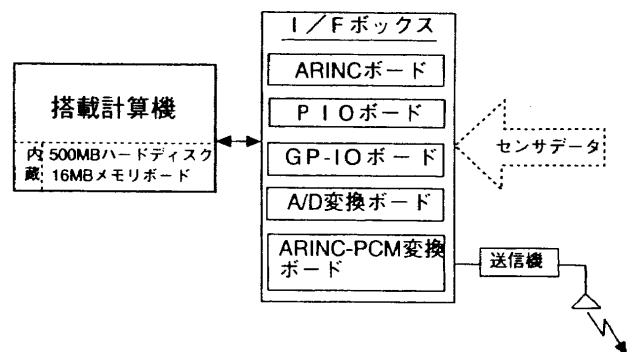 I／Fボックス
ARINCボード
PIOボード
GP-IOボード
A/D変換ボード
ARINC-PCM変換
ボード
搭載計算機
内蔵
500MBハードディスク
16MBメモリボード
センサデータ
送信機